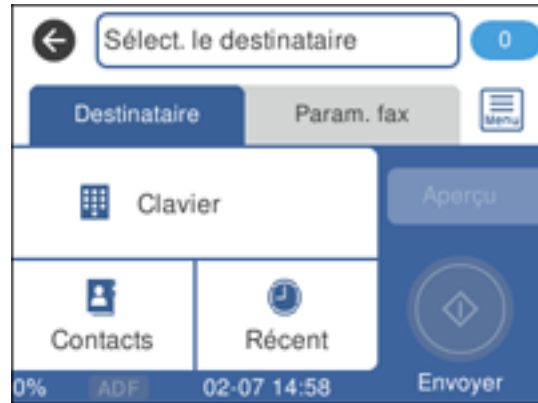 Sélect. le destinataire
0
Destinataire
Param. fax
Menu
Clavier
Aperçu
Contacts
Récent
0%
ADF
02-07 14:58
Envoyer